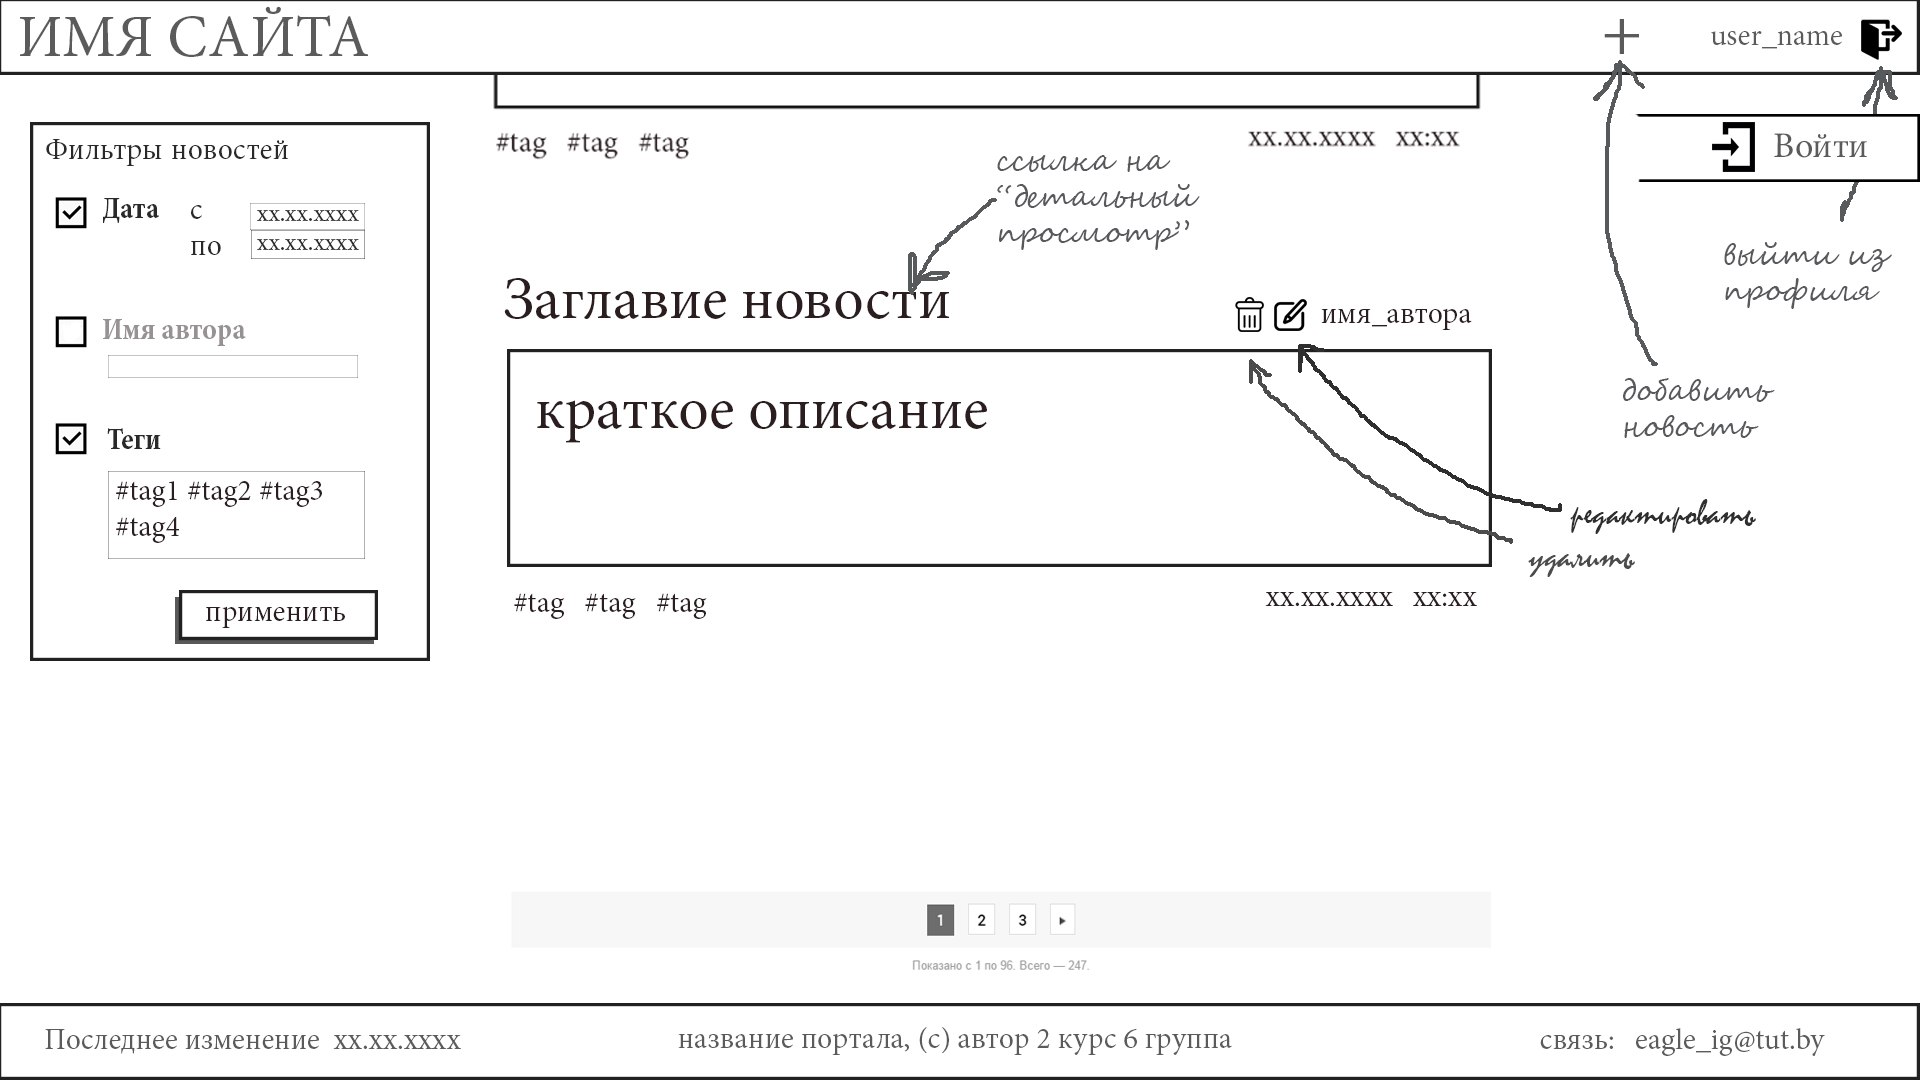 ИМЯ САЙТА
user_name
#tag #tag #tag
xx.xx.xxxx xx:xx
Войти
Фильтры новостей
Дата с xx.xx.xxxx
по xx.xx.xxxx
Имя автора
Теги
#tag1 #tag2 #tag3
#tag4
применить
ссылка на
“детальный
просмотр”
Заглавие новости
имя_автора
краткое описание
#tag #tag #tag
xx.xx.xxxx xx:xx
выйти из
профиля
добавить
новость
редактировать
удалить
1 2 3
Показано с 1 по 96. Всего — 247.
Последнее изменение xx.xx.xxxx
название портала, (с) автор 2 курс 6 группа
связь: eagle_ig@tut.by